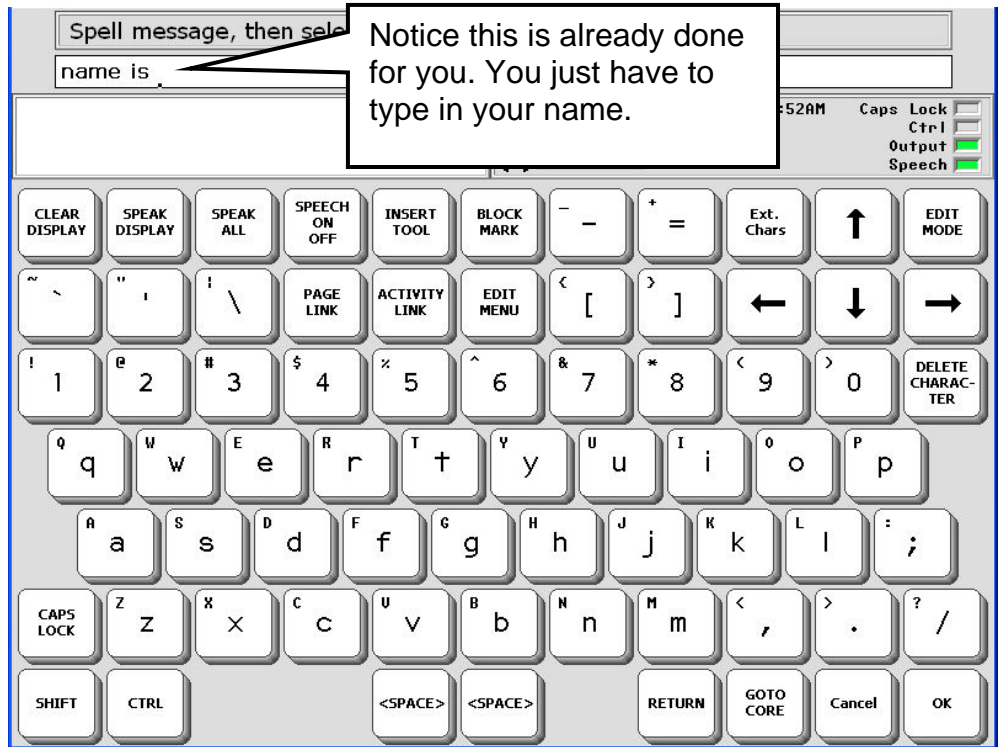 Spell message, then sele
name is
Notice this is already done
for you. You just have to
type in your name.
:52AM Caps Lock
Ctrl
Output
Speech
CLEAR DISPLAY SPEAK DISPLAY SPEAK ALL SPEECH ON OFF INSERT TOOL BLOCK MARK _ - + = Ext. Chars ↑ EDIT MODE
~ ` " ' ¦ \ PAGE LINK ACTIVITY LINK EDIT MENU { [ } ] ← ↓ →
! 1 @ 2 # 3 $ 4 % 5 ^ 6 & 7 * 8 ( 9 ) 0 DELETE CHARAC- TER
Q q W w E e R r T t Y y U u I i O o P p
A a S s D d F f G g H h J j K k L l : ;
CAPS LOCK Z z X x C c V v B b N n M m < , > . ? /
SHIFT CTRL <SPACE> <SPACE> RETURN GOTO CORE Cancel OK